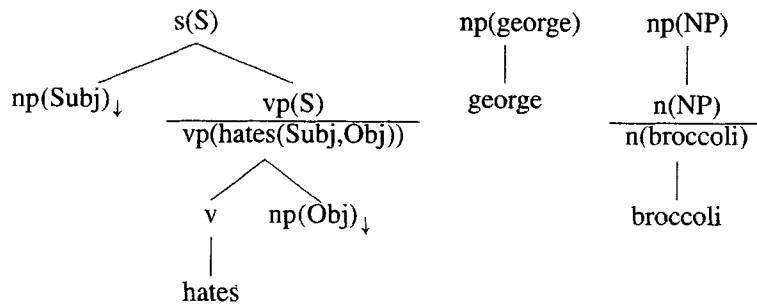 s(S) np(george) np(NP)
np(Subj)↓ vp(S) george n(NP)
vp(hates(Subj,Obj)) n(broccoli)
v np(Obj)↓ broccoli
hates